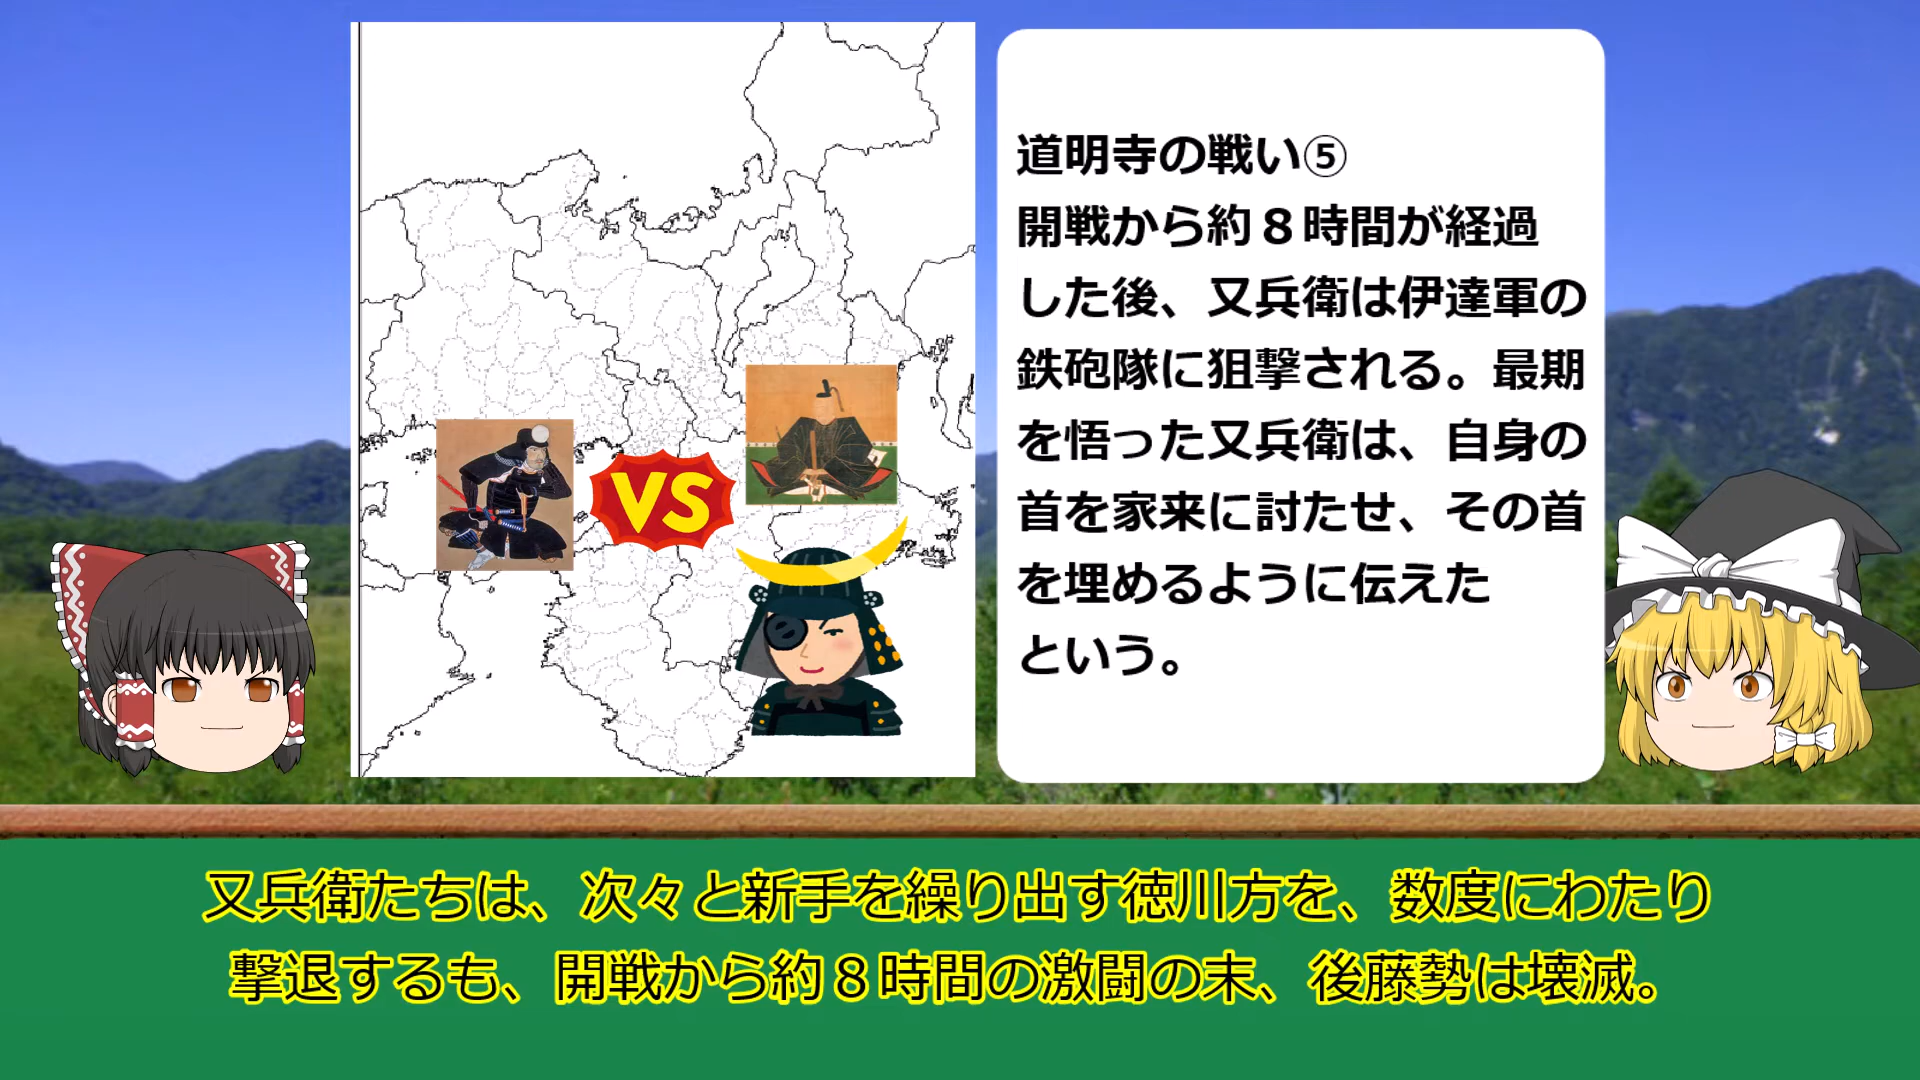 道明寺の戦い⑤
開戦から約８時間が経過
した後、又兵衛は伊達軍の
鉄砲隊に狙撃される。最期
を悟った又兵衛は、自身の
首を家来に討たせ、その首
を埋めるように伝えた
という。
VS
又兵衛たちは、次々と新手を繰り出す徳川方を、数度にわたり
撃退するも、開戦から約８時間の激闘の末、後藤勢は壊滅。